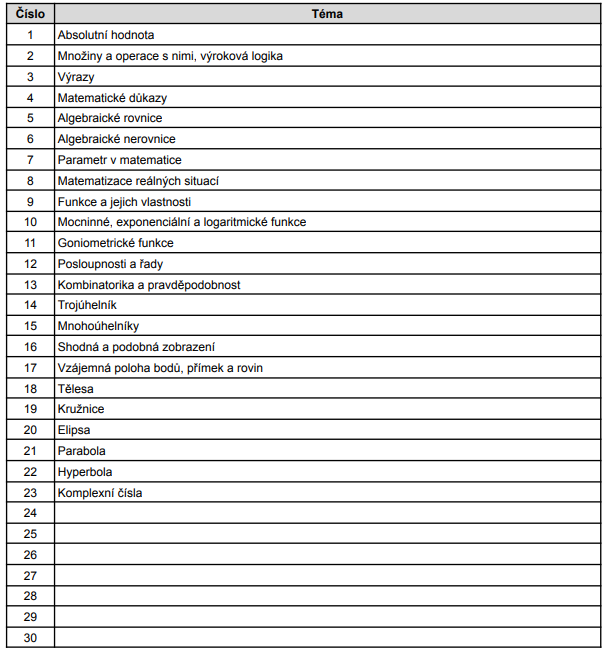 Číslo Téma
1 Absolutní hodnota
2 Množiny a operace s nimi, výroková logika
3 Výrazy
4 Matematické důkazy
5 Algebraic rovnice
6 Algebraické nerovnice
7 Parametr v matematice
8 Matematizace reálných situací
9 Funkce a jejich vlastnosti
10 Mocninné, exponenciální a logaritmické funkce
11 Goniometrické funkce
12 Posloupnosti a řady
13 Kombinatorika a pravděpodobnost
14 Trojúhelník
15 Mnohoúhelníky
16 Shodná a podobná zobrazení
17 Vzájemná poloha bodů, přímek a rovin
18 Tělesa
19 Kružnice
20 Elipsa
21 Parabola
22 Hyperbola
23 Komplexní čísla
24
25
26
27
28
29
30